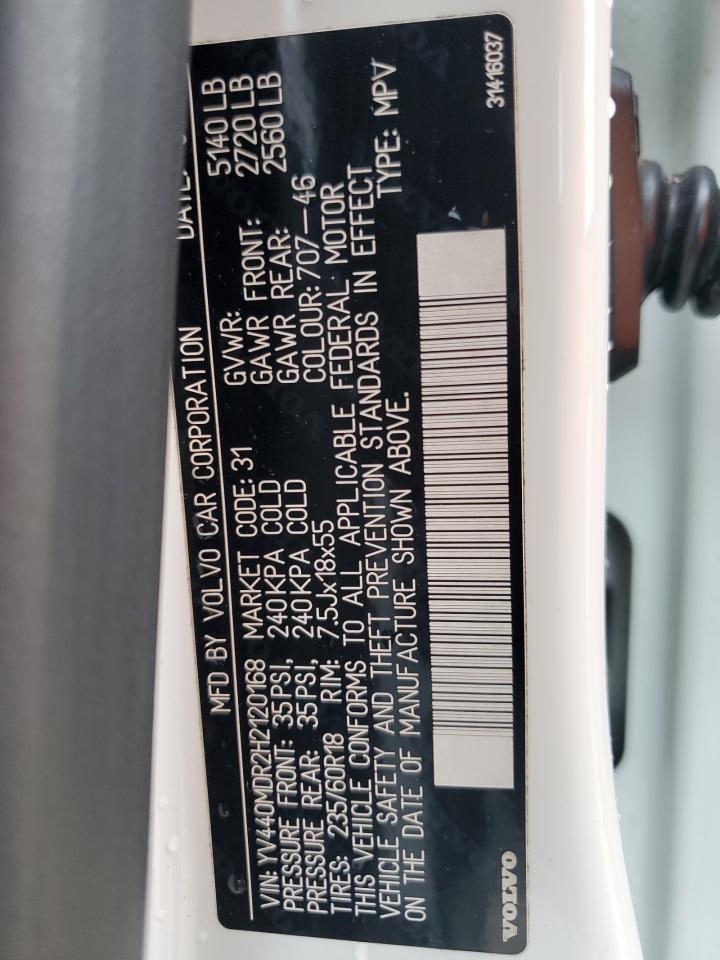 MFD BY VOLVO CAR CORPORATION DATE:
VIN: YV440MDR2H2120168 MARKET CODE: 31 GVWR: 5140 LB
PRESSURE FRONT: 35PSI, 240KPA COLD GAWR FRONT: 2720 LB
PRESSURE REAR: 35PSI, 240KPA COLD GAWR REAR: 2560 LB
TIRES: 235/60R18 RIM: 7.5Jx18x55 COLOUR: 707-46
THIS VEHICLE CONFORMS TO ALL APPLICABLE FEDERAL MOTOR
VEHICLE SAFETY AND THEFT PREVENTION STANDARDS IN EFFECT
ON THE DATE OF MANUFACTURE SHOWN ABOVE. TYPE: MPV
VOLVO 31416037